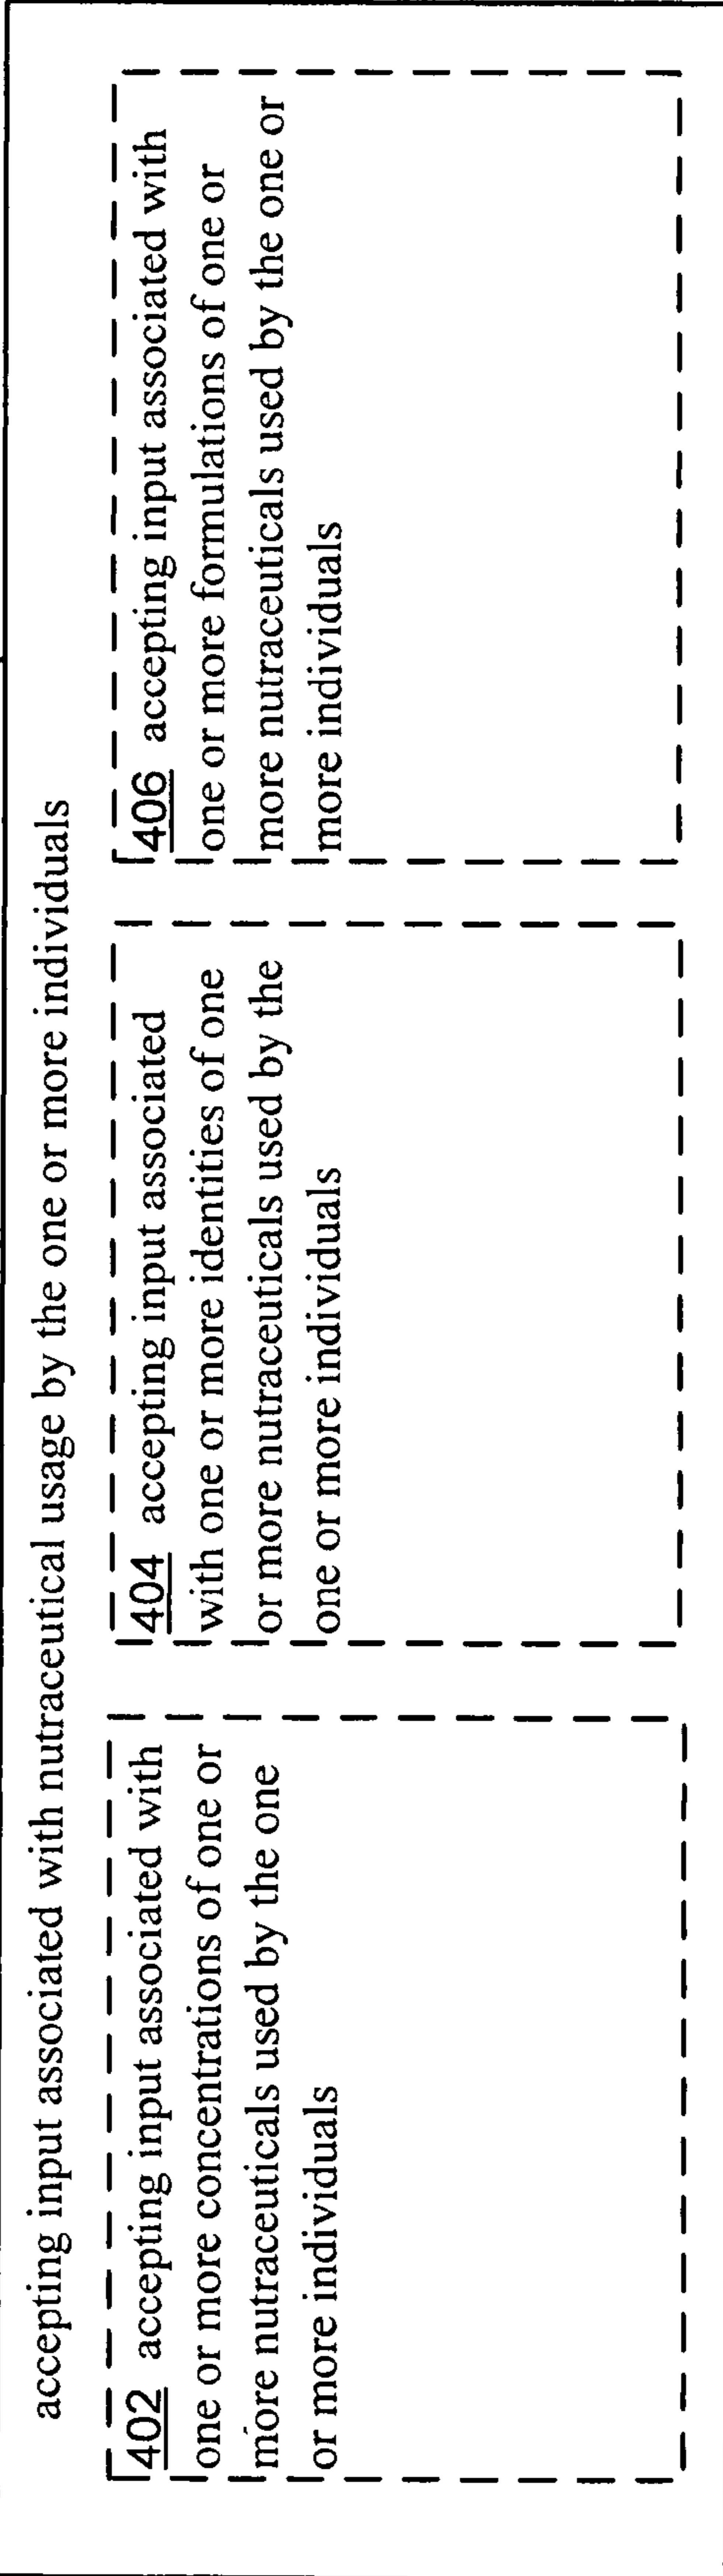 accepting input associated with nutraceutical usage by the one or more individuals
402 accepting input associated with
one or more concentrations of one or
more nutraceuticals used by the one
or more individuals
404 accepting input associated
with one or more identities of one
or more nutraceuticals used by the
one or more individuals
406 accepting input associated with
one or more formulations of one or
more nutraceuticals used by the one or
more individuals